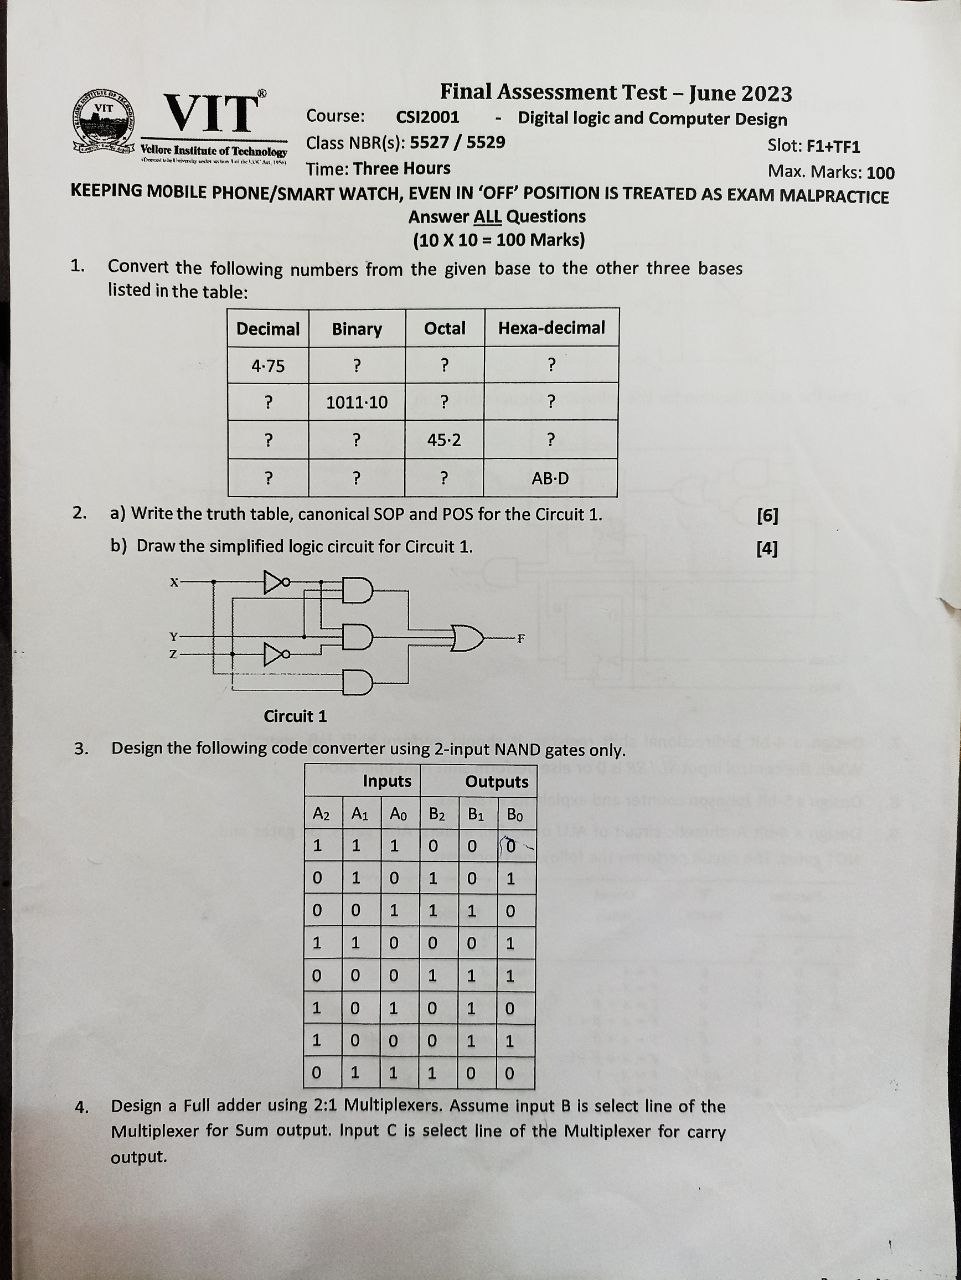 Final Assessment Test – June 2023
VIT
VIT®
Course: CSI2001 - Digital logic and Computer Design
Vellore Institute of Technology
Class NBR(s): 5527 / 5529
Slot: F1+TF1
Time: Three Hours
Max. Marks: 100
KEEPING MOBILE PHONE/SMART WATCH, EVEN IN ‘OFF’ POSITION IS TREATED AS EXAM MALPRACTICE
Answer ALL Questions
(10 X 10 = 100 Marks)
1. Convert the following numbers from the given base to the other three bases
listed in the table:
Decimal Binary Octal Hexa-decimal
4·75 ? ? ?
? 1011·10 ? ?
? ? 45·2 ?
? ? ? AB·D
2. a) Write the truth table, canonical SOP and POS for the Circuit 1. [6]
b) Draw the simplified logic circuit for Circuit 1. [4]
X
Y
F
Z
Circuit 1
3. Design the following code converter using 2-input NAND gates only.
Inputs Outputs
A2 A1 A0 B2 B1 B0
1 1 1 0 0 0
0 1 0 1 0 1
0 0 1 1 1 0
1 1 0 0 0 1
0 0 0 1 1 1
1 0 1 0 1 0
1 0 0 0 1 1
0 1 1 1 0 0
4. Design a Full adder using 2:1 Multiplexers. Assume input B is select line of the
Multiplexer for Sum output. Input C is select line of the Multiplexer for carry
output.